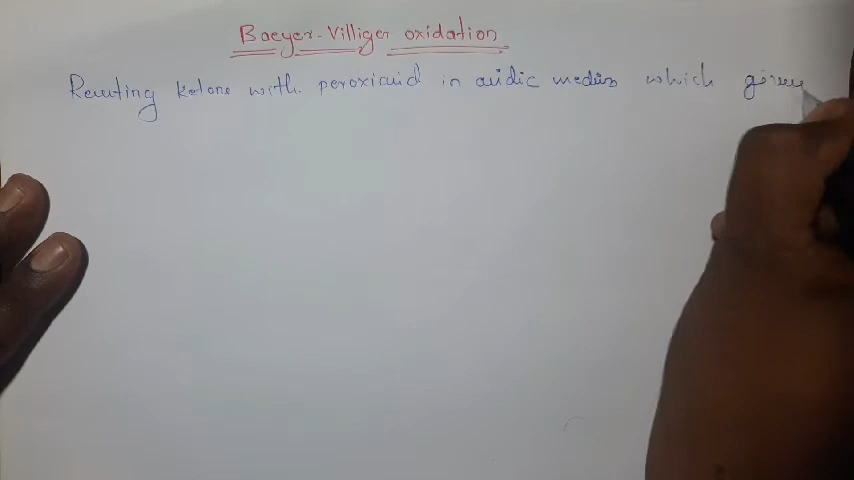 Baeyer-Villiger oxidation
Reacting ketone with peroxiacid in acidic medium which gives